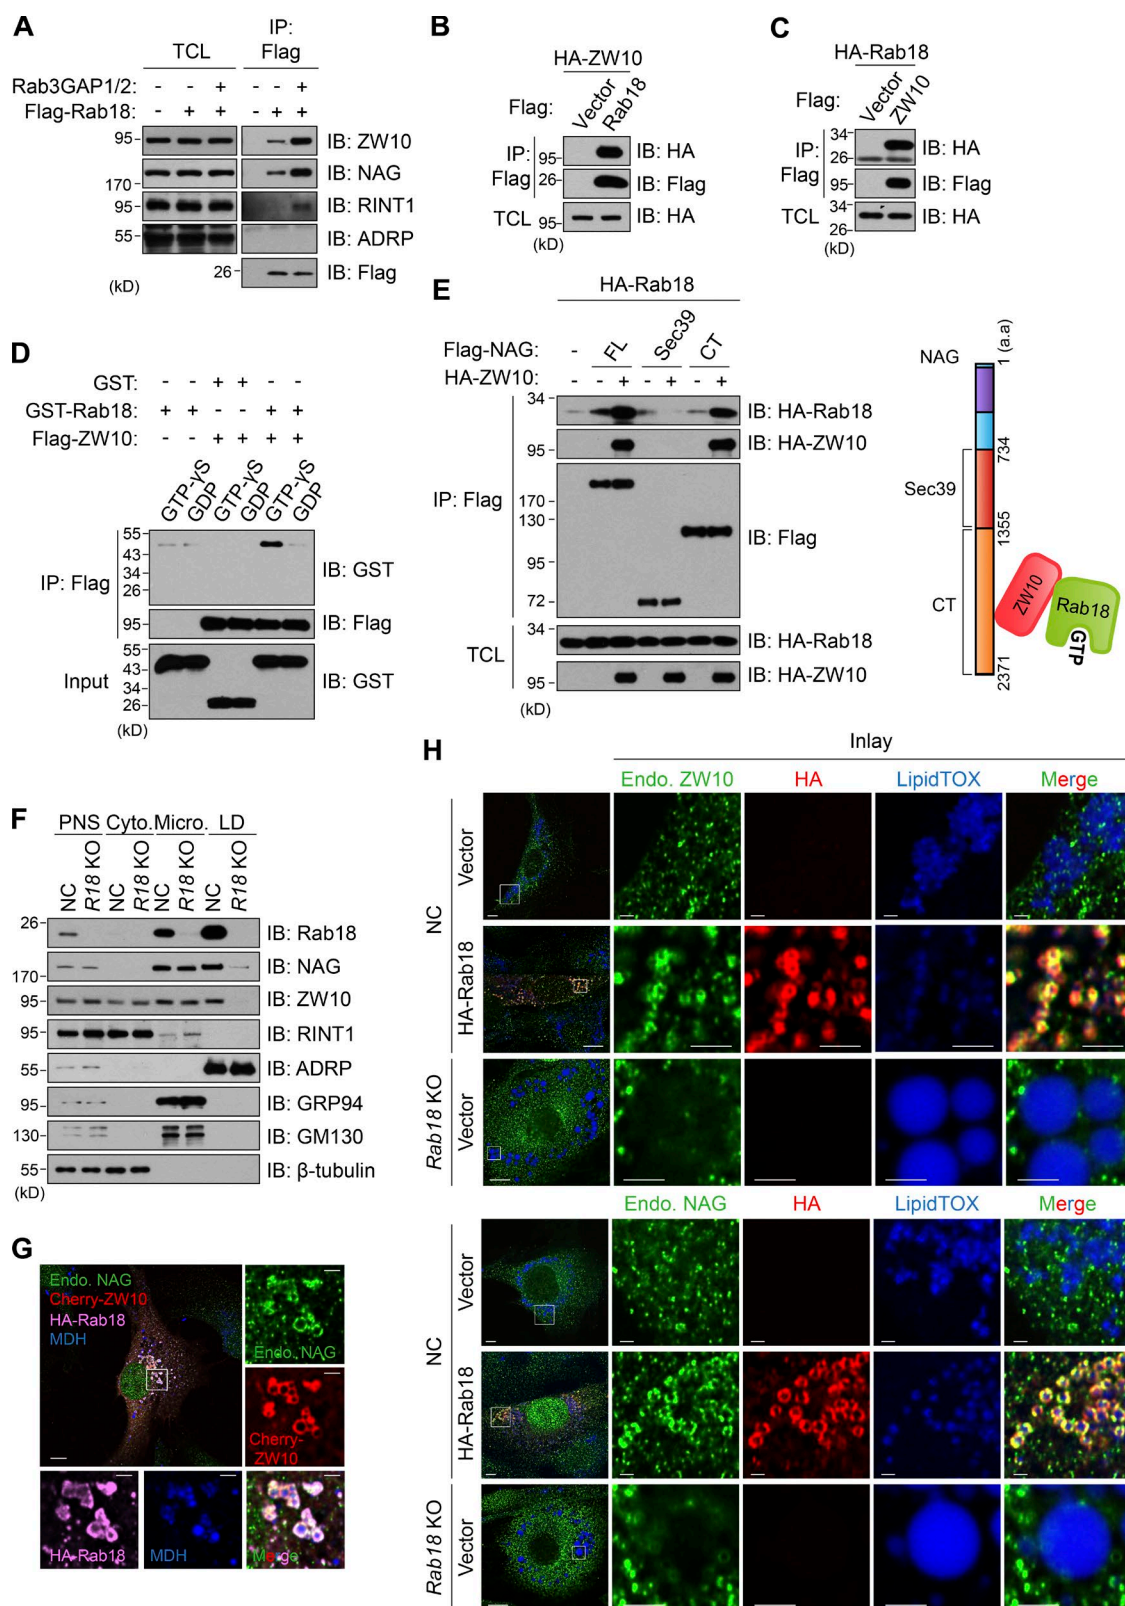 A
TCL
IP:
Flag
Rab3GAP1/2: - - + - - +
Flag-Rab18: - + + - + +
95 IB: ZW10
170 IB: NAG
95 IB: RINT1
55 IB: ADRP
26 IB: Flag
(kD)
B
HA-ZW10
Flag: Vector Rab18
IP: 95 IB: HA
Flag 26 IB: Flag
TCL 95 IB: HA
(kD)
C
HA-Rab18
Flag: Vector ZW10
34
IP: 26 IB: HA
Flag 95 IB: Flag
34
TCL IB: HA
26
(kD)
D
GST: - - + + - -
GST-Rab18: + + - - + +
Flag-ZW10: - - + + + +
GTP-γS GDP GTP-γS GDP GTP-γS GDP
55
43
34
26
IP: Flag IB: GST
95 IB: Flag
55
43
34
26
Input IB: GST
(kD)
E
HA-Rab18
Flag-NAG: - FL Sec39 CT
HA-ZW10: - - + - + - +
34 IB: HA-Rab18
95 IB: HA-ZW10
IP: Flag
170
130
95
72
IB: Flag
34 IB: HA-Rab18
TCL
95 IB: HA-ZW10
(kD)
NAG
1 (a.a)
734
Sec39
1355
CT
2371
ZW10
Rab18
GTP
F
PNS Cyto. Micro. LD
NC R18 KO NC R18 KO NC R18 KO NC R18 KO
26 IB: Rab18
170 IB: NAG
95 IB: ZW10
95 IB: RINT1
55 IB: ADRP
95 IB: GRP94
130 IB: GM130
55 IB: β-tubulin
(kD)
G
Endo. NAG
Cherry-ZW10
HA-Rab18
MDH
Endo. NAG
Cherry-
ZW10
HA-Rab18
MDH
Merge
H
Inlay
Endo. ZW10 HA LipidTOX Merge
NC
Vector
HA-Rab18
Rab18 KO
Vector
Endo. NAG HA LipidTOX Merge
NC
Vector
HA-Rab18
Rab18 KO
Vector